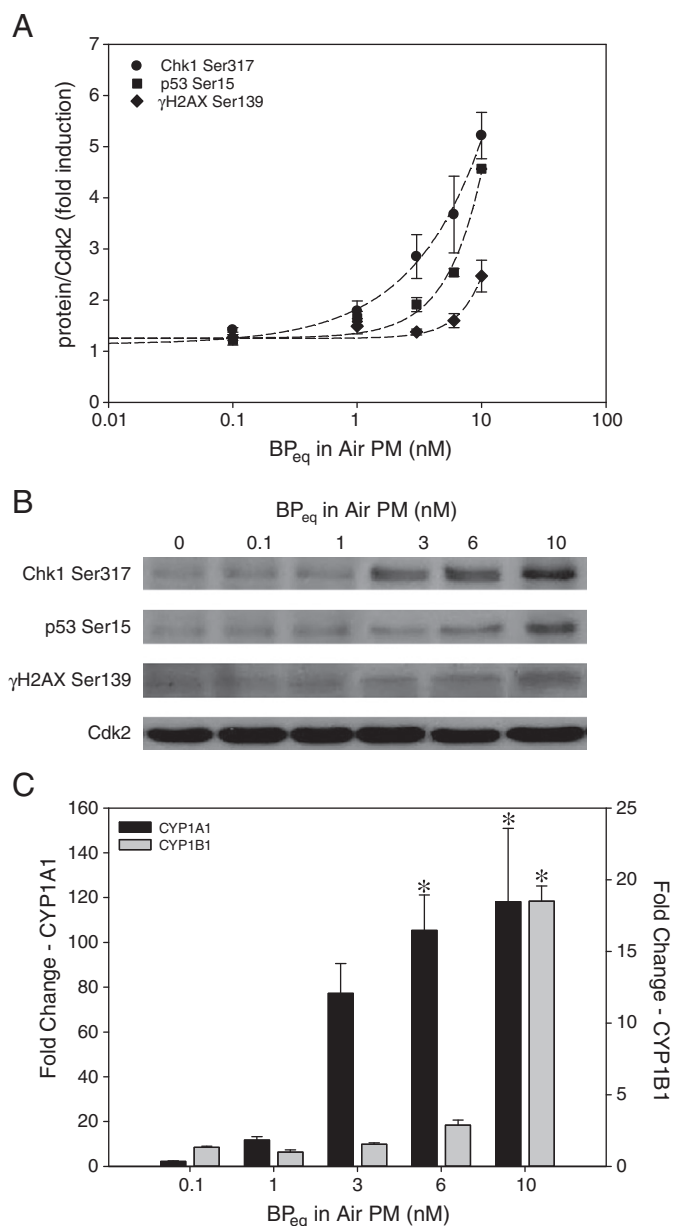 A
7
6
5
4
3
2
1
0
protein/Cdk2 (fold induction)
Chk1 Ser317
p53 Ser15
γH2AX Ser139
0.01 0.1 1 10 100
BPeq in Air PM (nM)
B
BPeq in Air PM (nM)
0 0.1 1 3 6 10
Chk1 Ser317
p53 Ser15
γH2AX Ser139
Cdk2
C
160
140
120
100
80
60
40
20
0
Fold Change - CYP1A1
CYP1A1
CYP1B1
* * *
25
20
15
10
5
0
Fold Change - CYP1B1
0.1 1 3 6 10
BPeq in Air PM (nM)